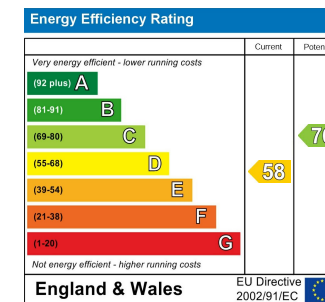 Energy Efficiency Rating
Current
Very energy efficient - lower running costs
(92 plus) A
(81-91) B
(69-80) C
(55-68) D
58
(39-54) E
(21-38) F
(1-20) G
Not energy efficient - higher running costs
England & Wales
EU Directive
2002/91/EC